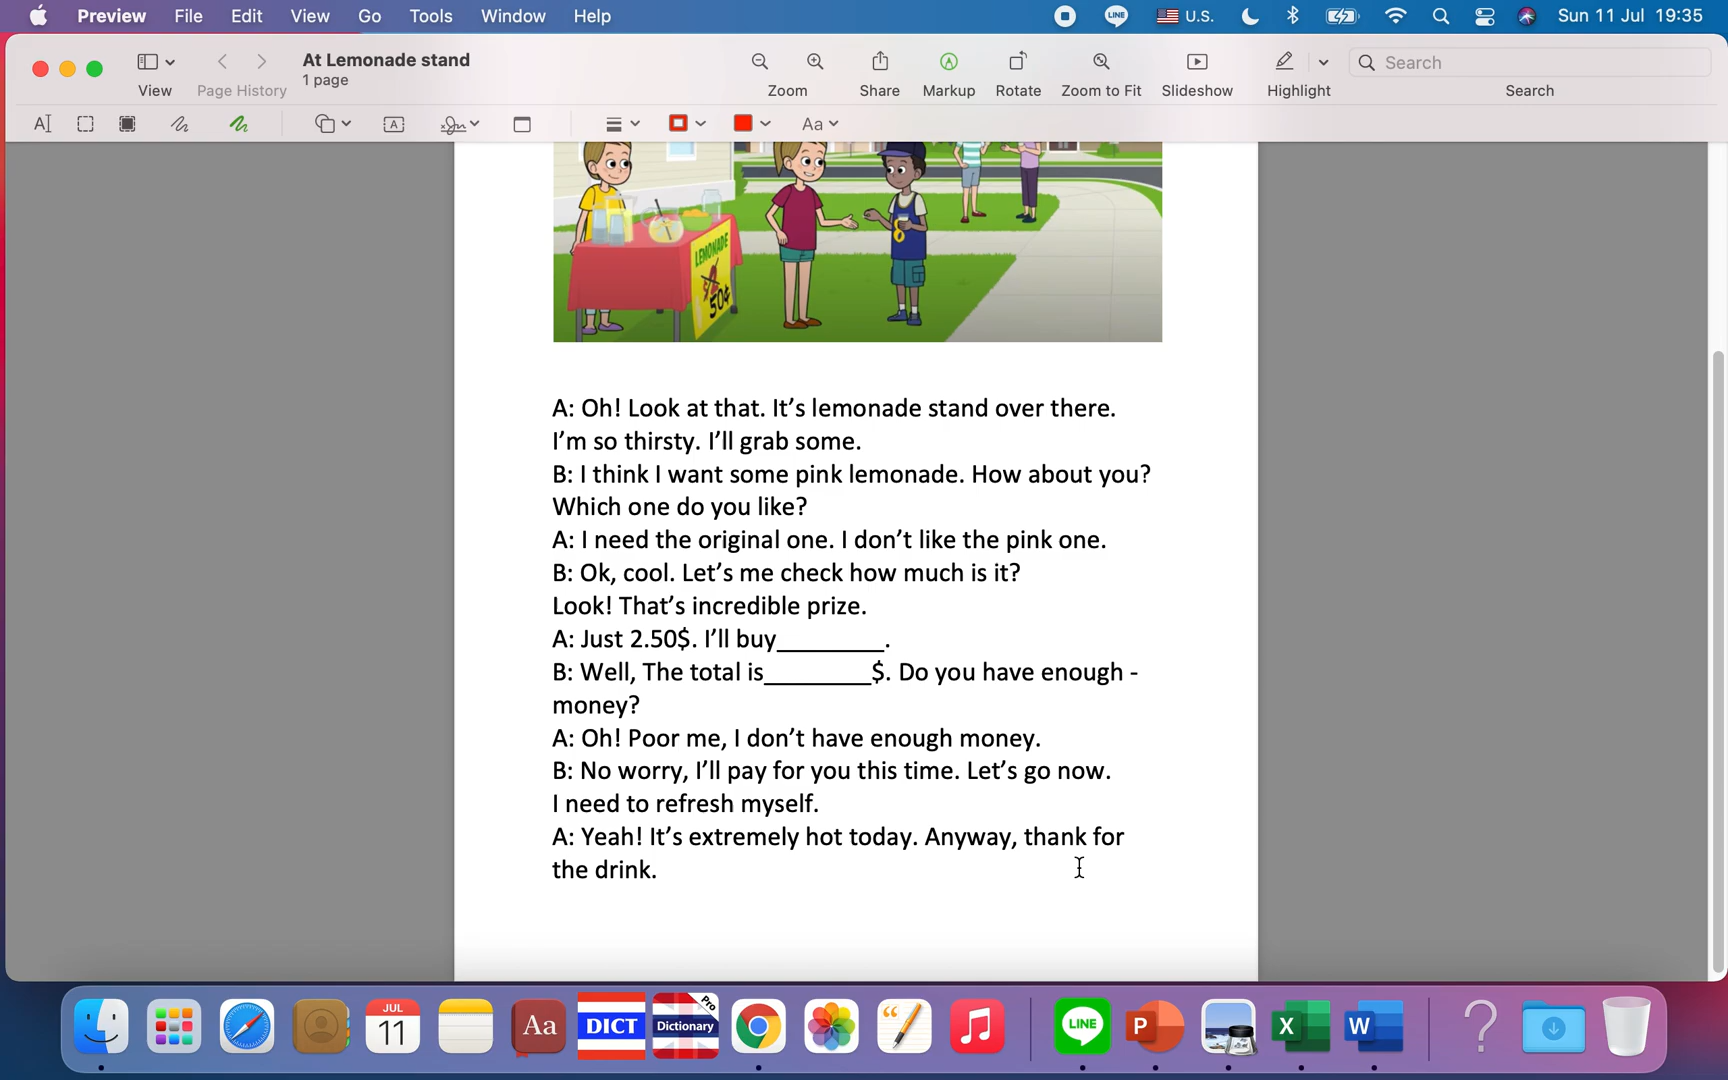 Preview File Edit View Go Tools Window Help LINE U.S. Sun 11 Jul 19:35
At Lemonade stand
1 page
View Page History Zoom Share Markup Rotate Zoom to Fit Slideshow Highlight Search
Search
A A Aa
LEMONADE
50¢
A: Oh! Look at that. It’s lemonade stand over there.
I’m so thirsty. I’ll grab some.
B: I think I want some pink lemonade. How about you?
Which one do you like?
A: I need the original one. I don’t like the pink one.
B: Ok, cool. Let’s me check how much is it?
Look! That’s incredible prize.
A: Just 2.50$. I’ll buy_________.
B: Well, The total is_________$. Do you have enough -
money?
A: Oh! Poor me, I don’t have enough money.
B: No worry, I’ll pay for you this time. Let’s go now.
I need to refresh myself.
A: Yeah! It’s extremely hot today. Anyway, thank for
the drink.
JUL
11
Aa
DICT
Pro
Dictionary
LINE
P
X
W